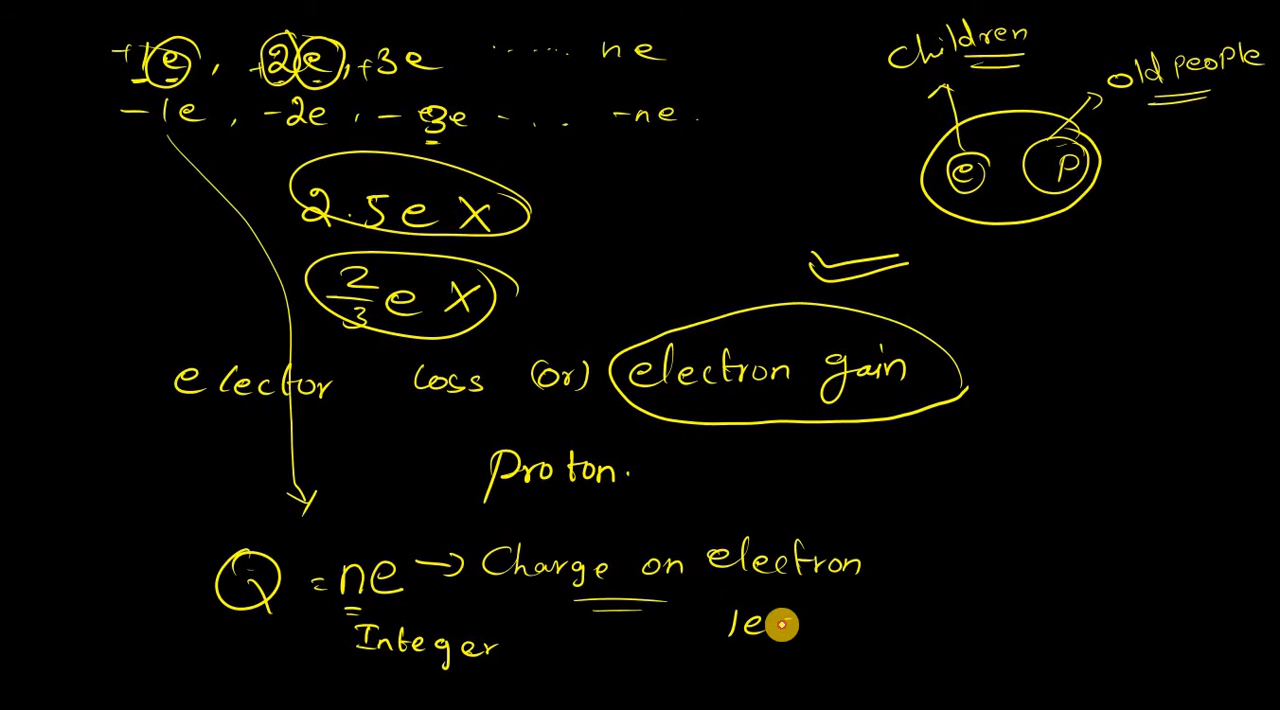 +1e, +2e, +3e ...... ne
-1e, -2e, -3e -... -ne.
children
old people
e P
2.5e X
2/3 e X
elector loss (or) electron gain
proton.
Q = ne → Charge on electron
Integer
1e